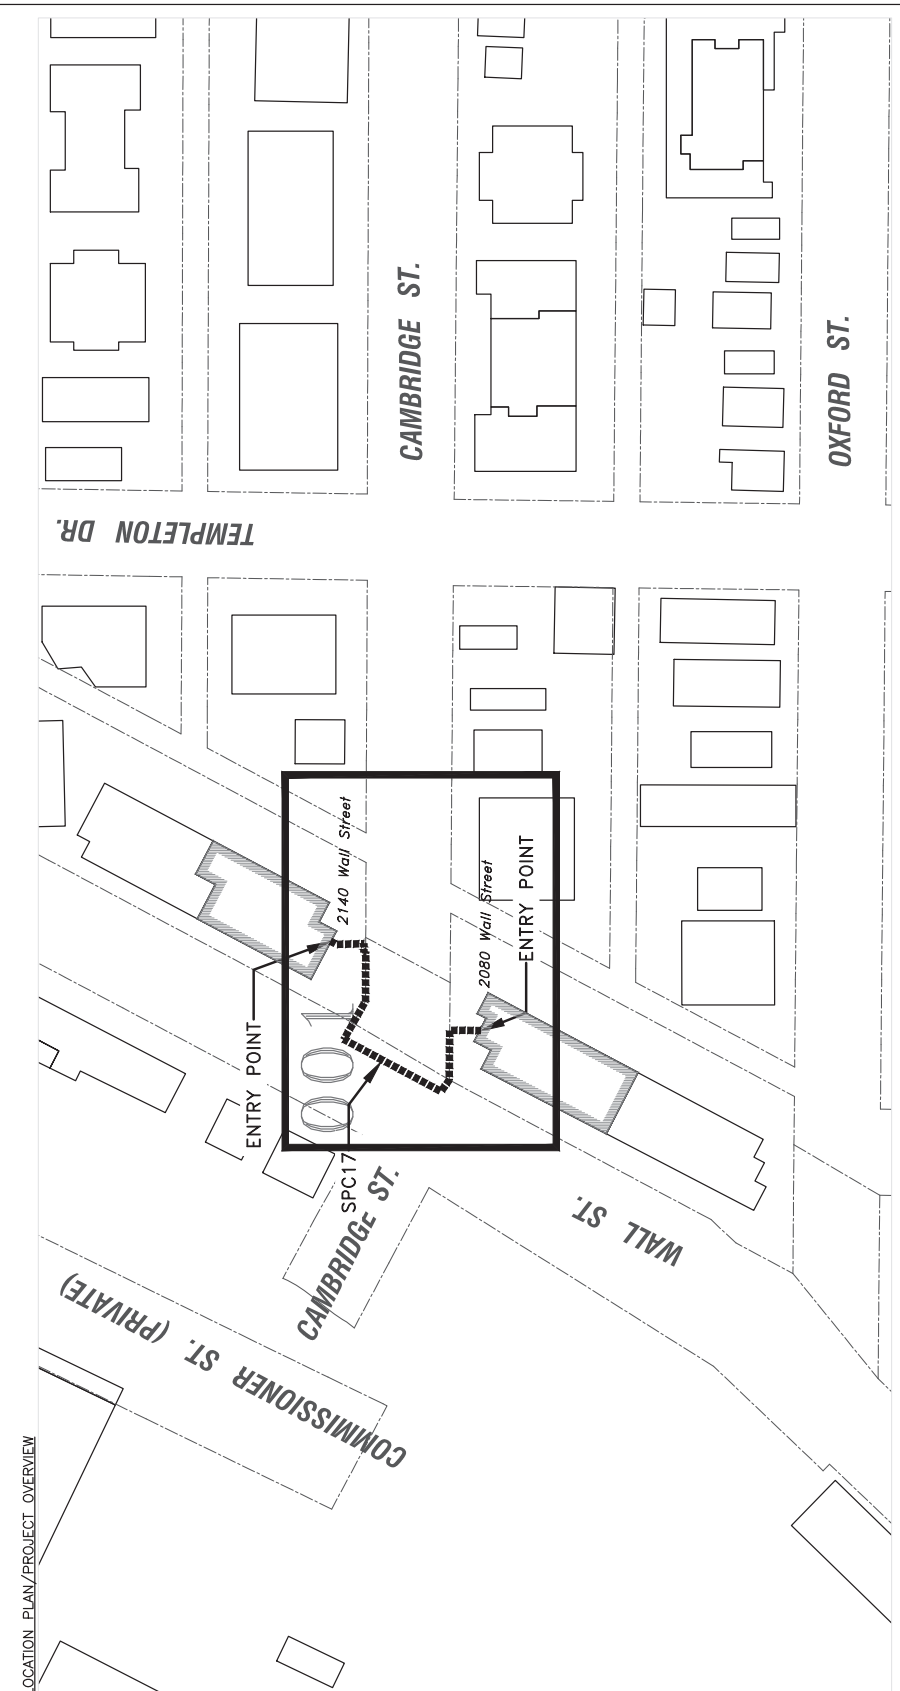 OCATION PLAN/PROJECT OVERVIEW
CAMBRIDGE ST.
OXFORD ST.
TEMPLETON DR.
2140 Wall Street
2080 Wall Street
ENTRY POINT
ENTRY POINT
001
SPC17
CAMBRIDGE ST.
WALL ST.
COMMISSIONER ST. (PRIVATE)